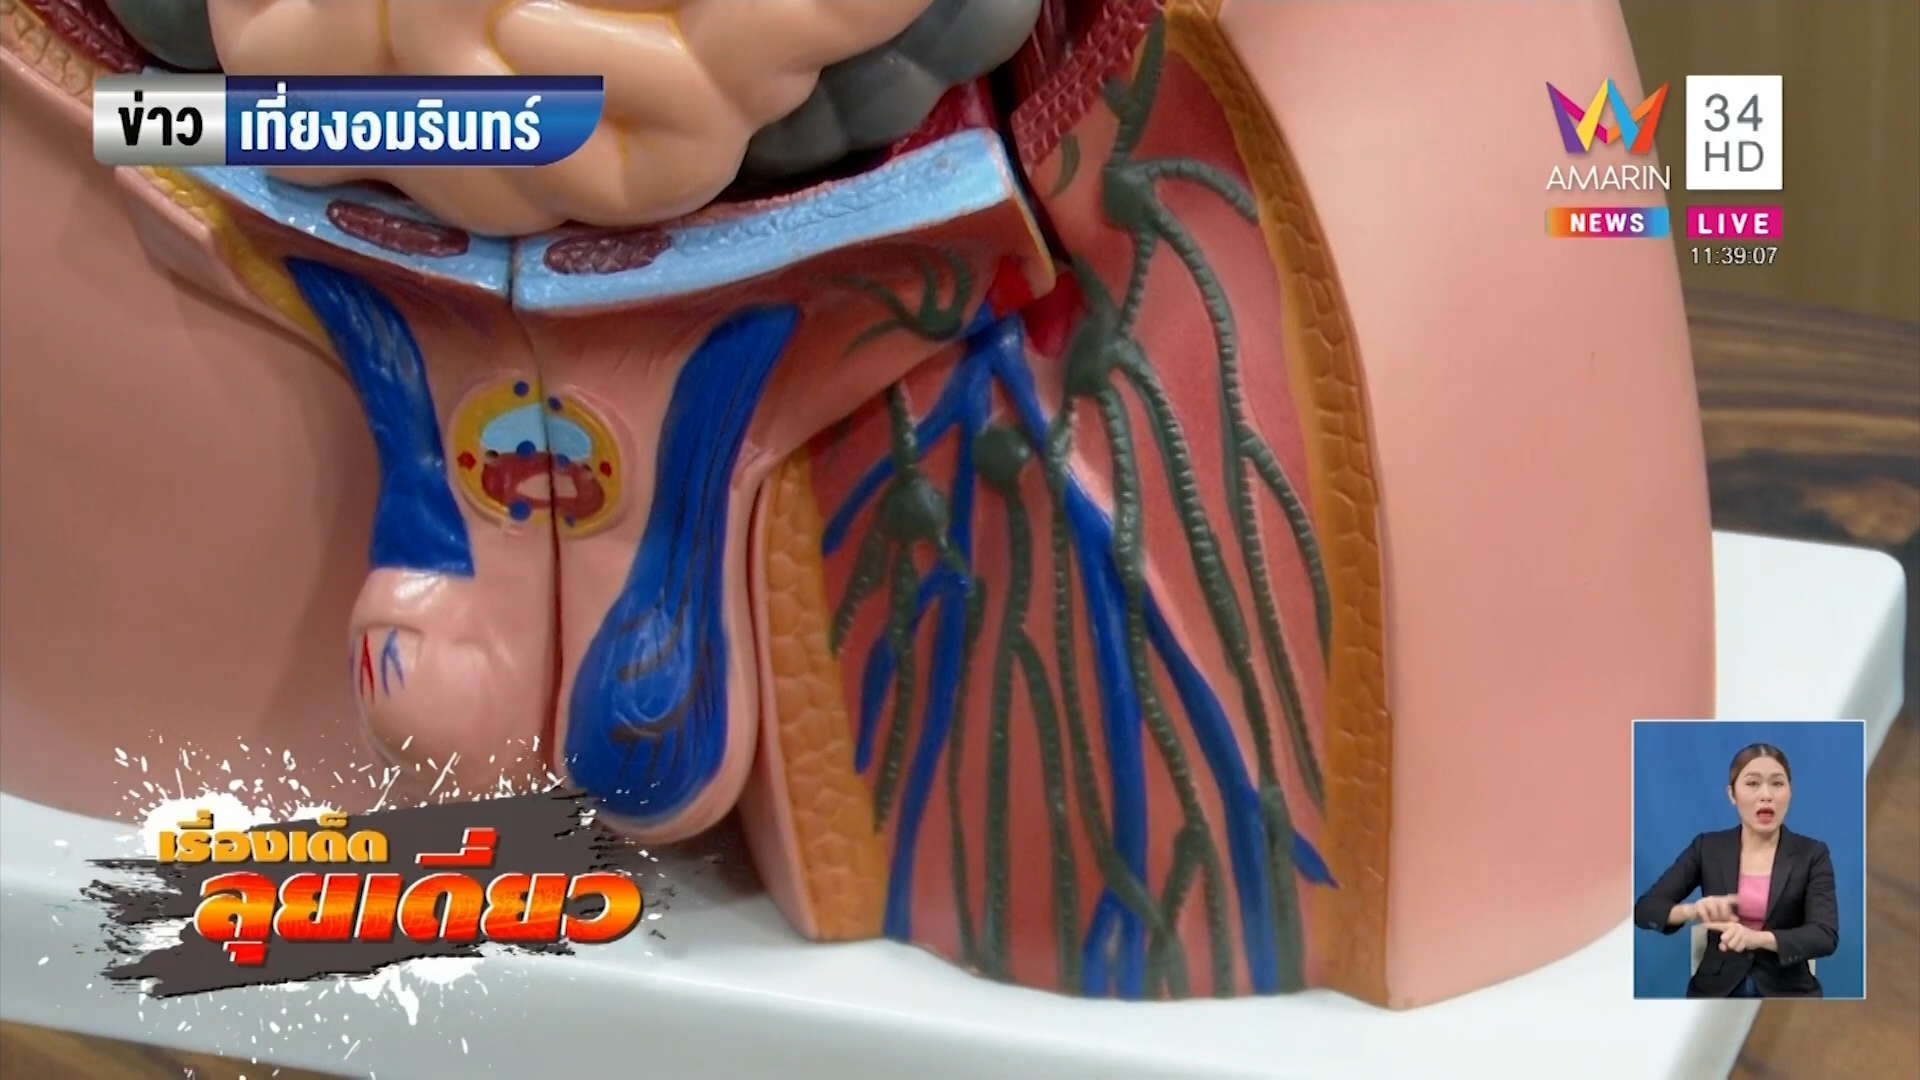 ข่าว เที่ยงอมรินทร์
34
HD
AMARIN
NEWS
LIVE
11:39:07
เรื่องเด็ด
ลุยเดี่ยว